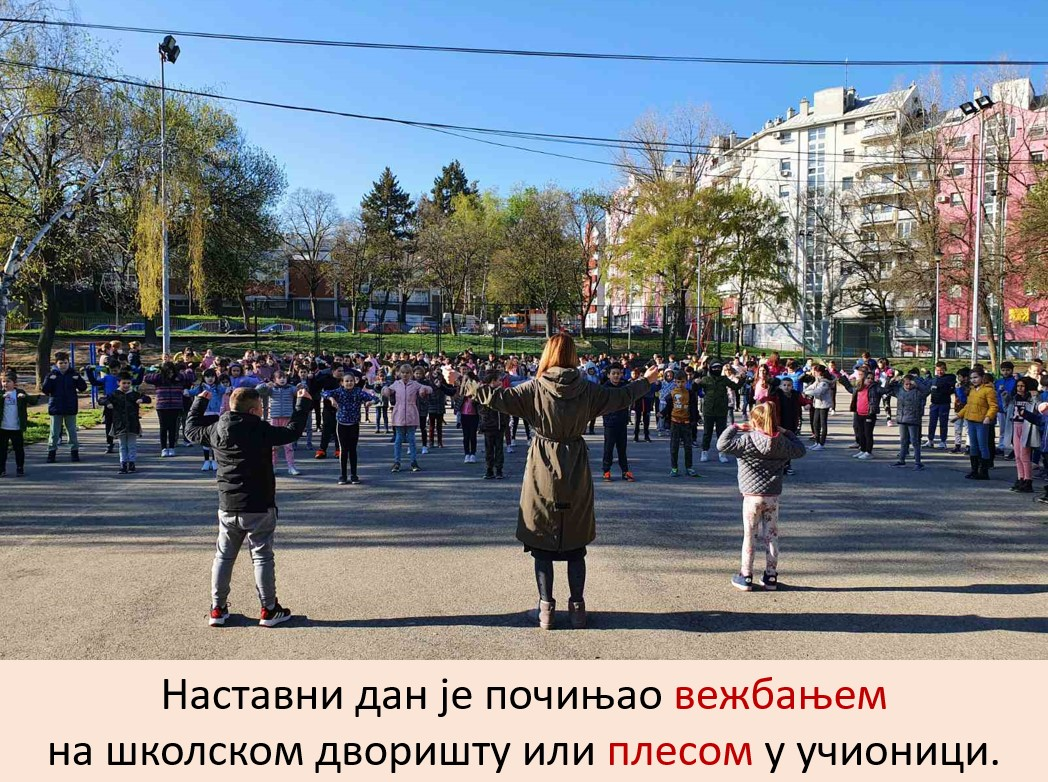 Наставни дан је почињао вежбањем
на школском дворишту или плесом у учионици.